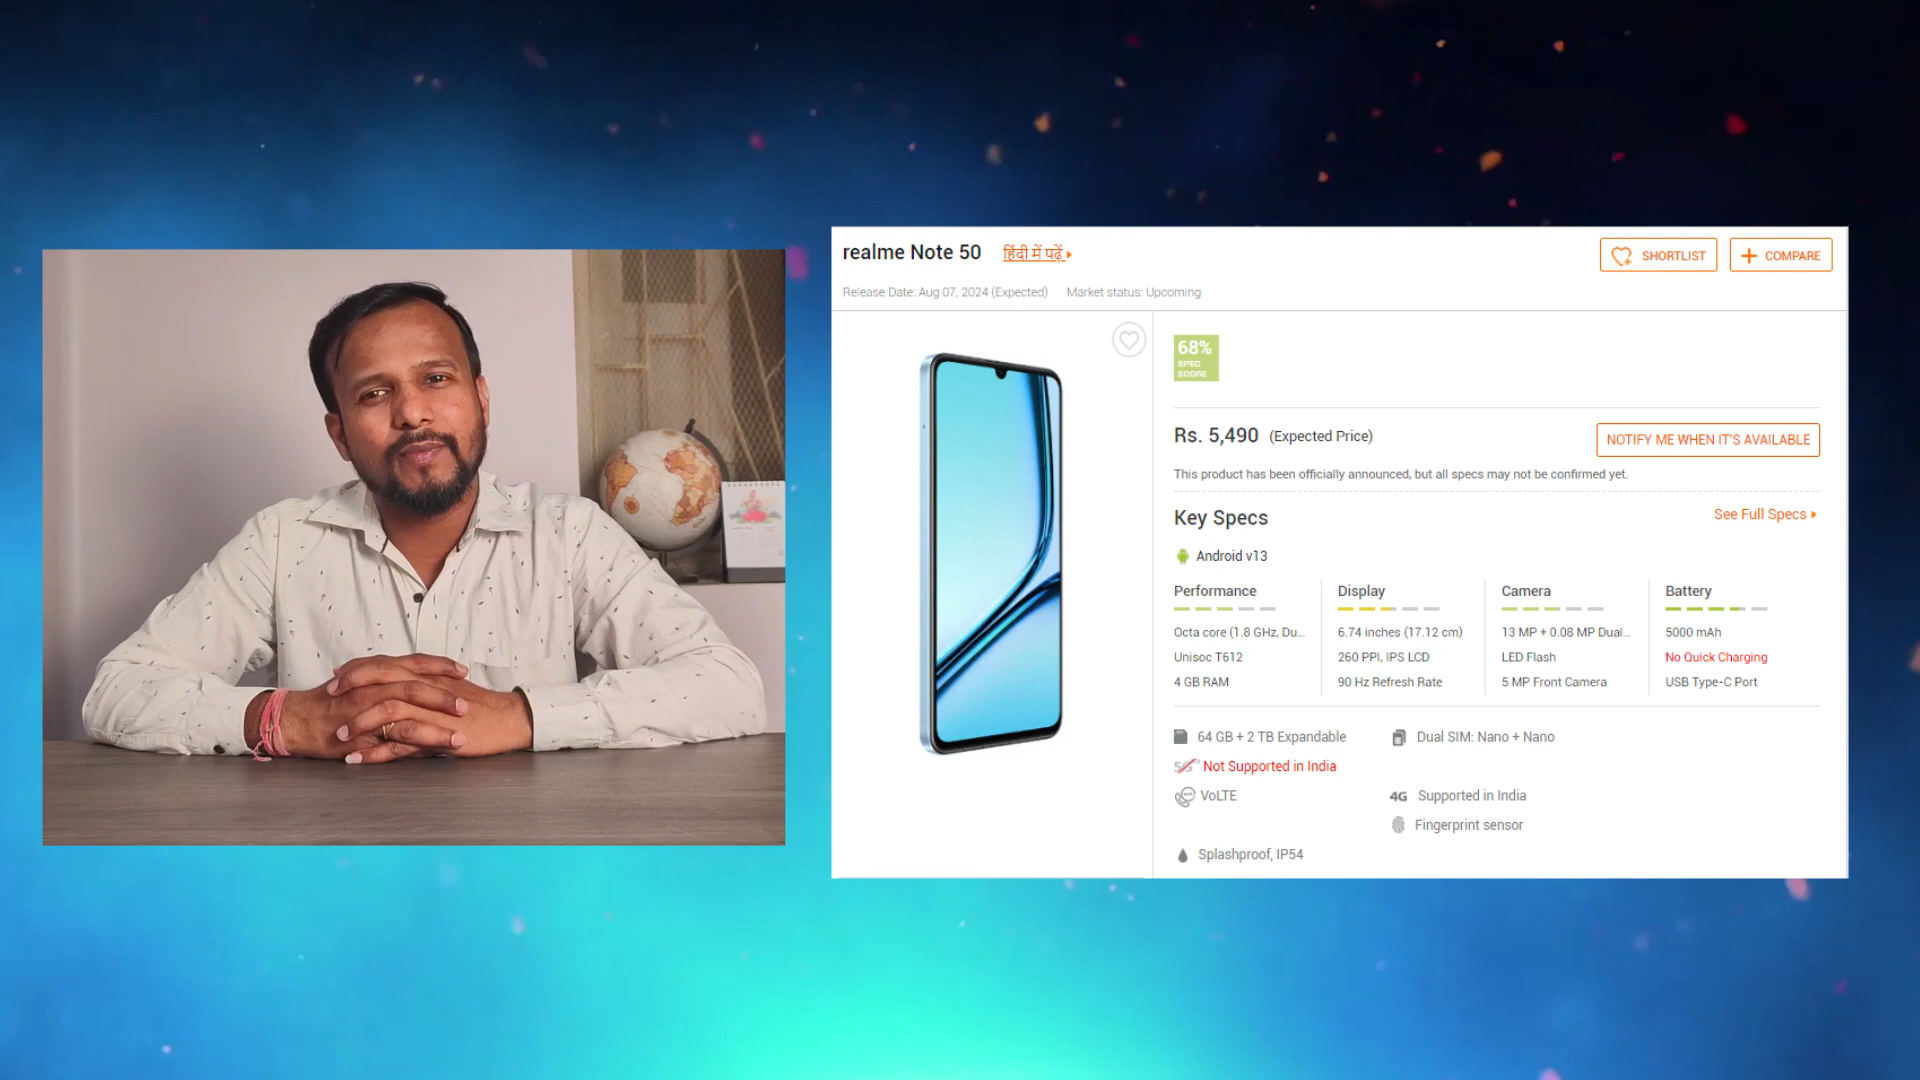 realme Note 50 हिंदी में पढ़ें
SHORTLIST
COMPARE
Release Date: Aug 07, 2024 (Expected) Market status: Upcoming
68%
SPEC
SCORE
Rs. 5,490 (Expected Price)
NOTIFY ME WHEN IT'S AVAILABLE
This product has been officially announced, but all specs may not be confirmed yet.
Key Specs
See Full Specs
Android v13
Performance
Octa core (1.8 GHz, Du...
Unisoc T612
4 GB RAM
Display
6.74 inches (17.12 cm)
260 PPI, IPS LCD
90 Hz Refresh Rate
Camera
13 MP + 0.08 MP Dual...
LED Flash
5 MP Front Camera
Battery
5000 mAh
No Quick Charging
USB Type-C Port
64 GB + 2 TB Expandable
Dual SIM: Nano + Nano
5G Not Supported in India
VoLTE
4G Supported in India
Fingerprint sensor
Splashproof, IP54